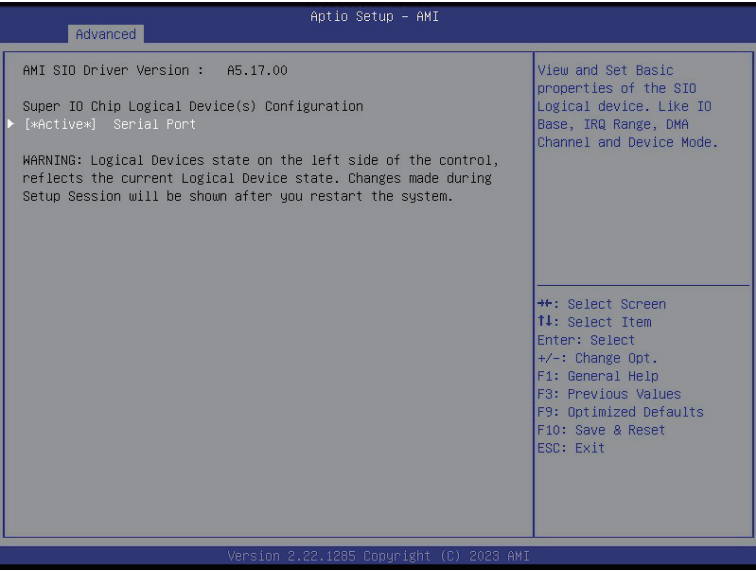 Aptio Setup – AMI
Advanced
AMI SIO Driver Version : A5.17.00
Super IO Chip Logical Device(s) Configuration
[*Active*] Serial Port
WARNING: Logical Devices state on the left side of the control,
reflects the current Logical Device state. Changes made during
Setup Session will be shown after you restart the system.
View and Set Basic
properties of the SIO
Logical device. Like IO
Base, IRQ Range, DMA
Channel and Device Mode.
→←: Select Screen
↑↓: Select Item
Enter: Select
+/-: Change Opt.
F1: General Help
F3: Previous Values
F9: Optimized Defaults
F10: Save & Reset
ESC: Exit
Version 2.22.1285 Copyright (C) 2023 AMI